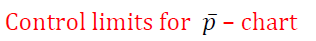 Control limits for p̄ – chart